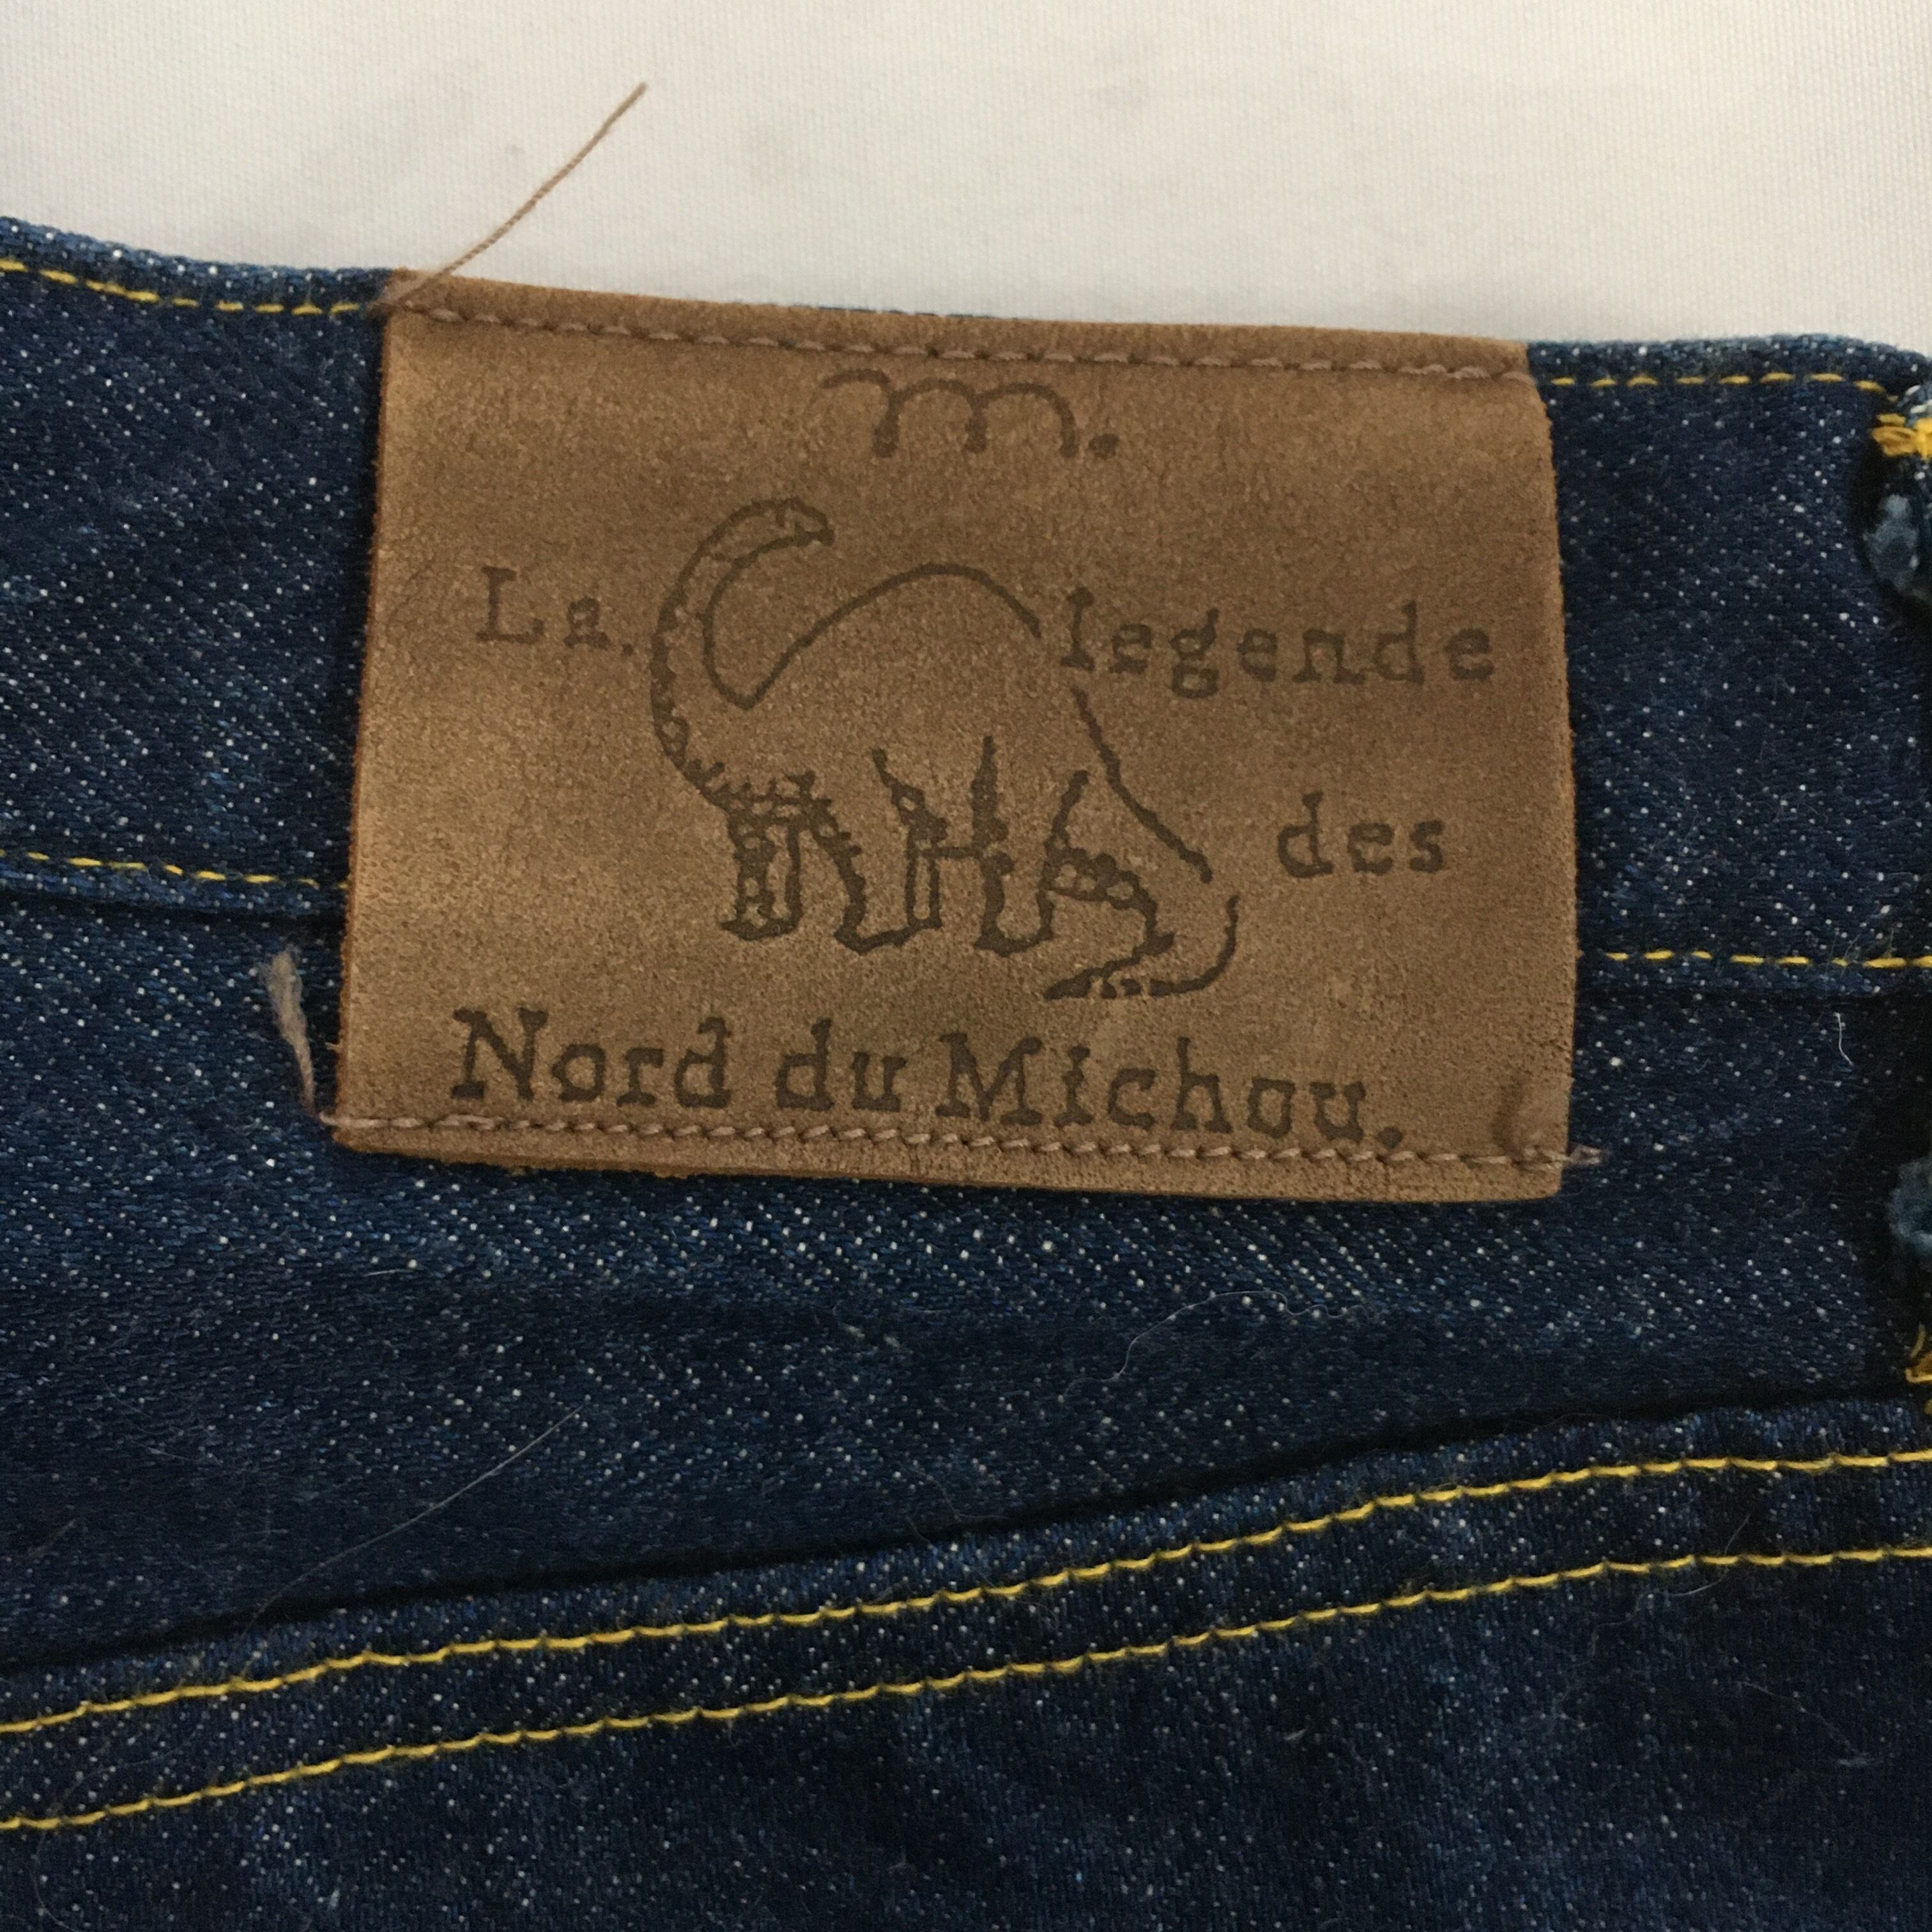 m.
La. legende
des
Nord du Michou.